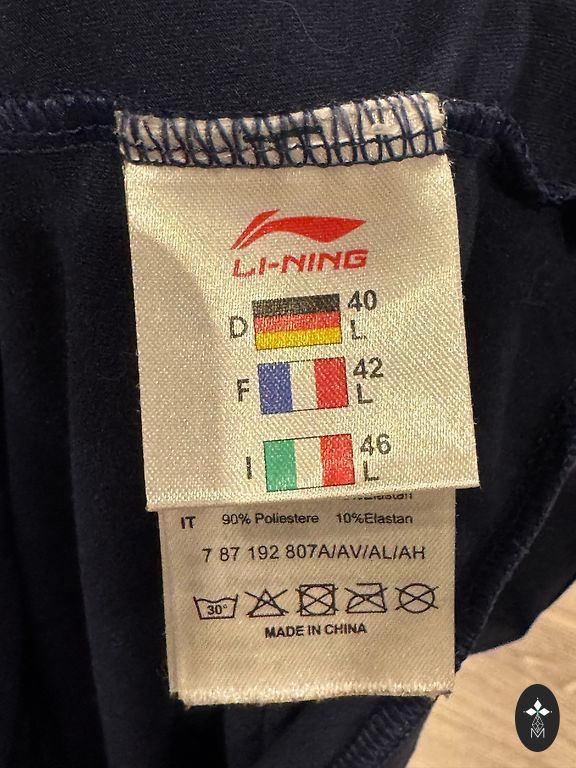 LI-NING
D 40 L
F 42 L
I 46 L
IT 90% Poliestere 10%Elastan
7 87 192 807A/AV/AL/AH
30°
MADE IN CHINA
M